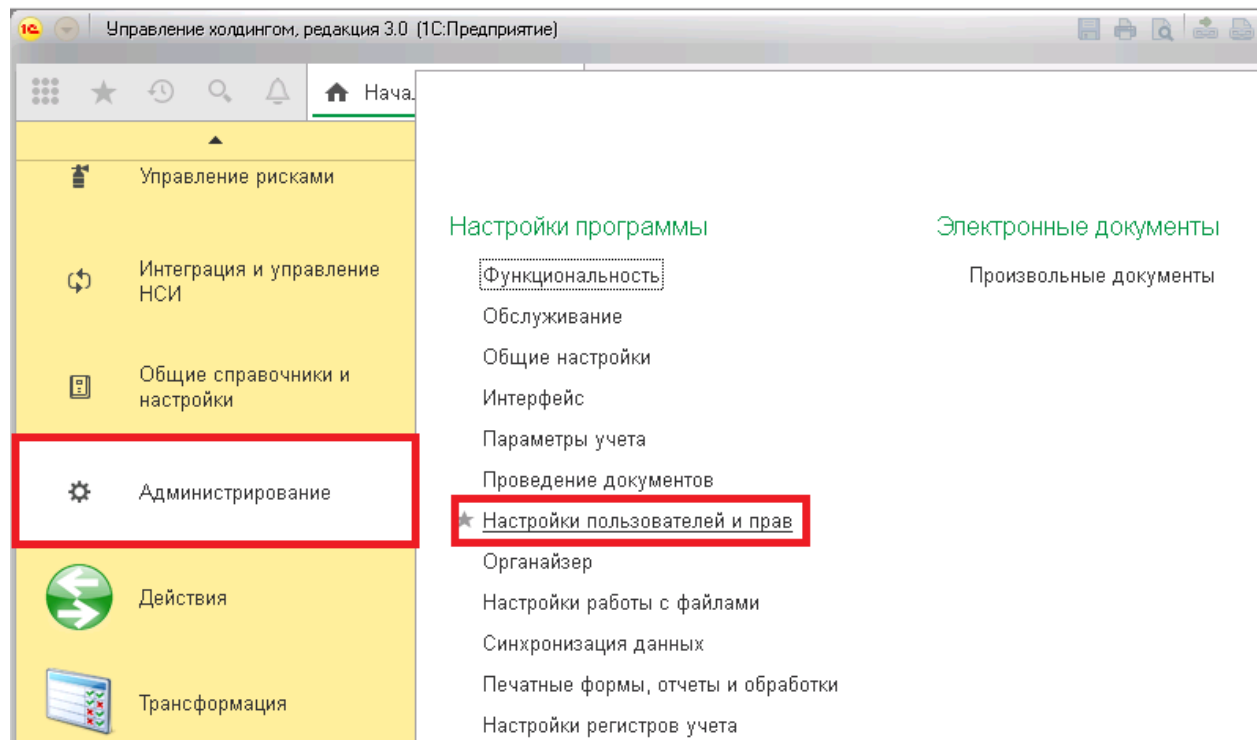 1С Управление холдингом, редакция 3.0 (1С:Предприятие)
Нача
Управление рисками
Интеграция и управление
НСИ
Общие справочники и
настройки
Администрирование
Действия
Трансформация
Настройки программы
Функциональность
Обслуживание
Общие настройки
Интерфейс
Параметры учета
Проведение документов
Настройки пользователей и прав
Органайзер
Настройки работы с файлами
Синхронизация данных
Печатные формы, отчеты и обработки
Настройки регистров учета
Электронные документы
Произвольные документы